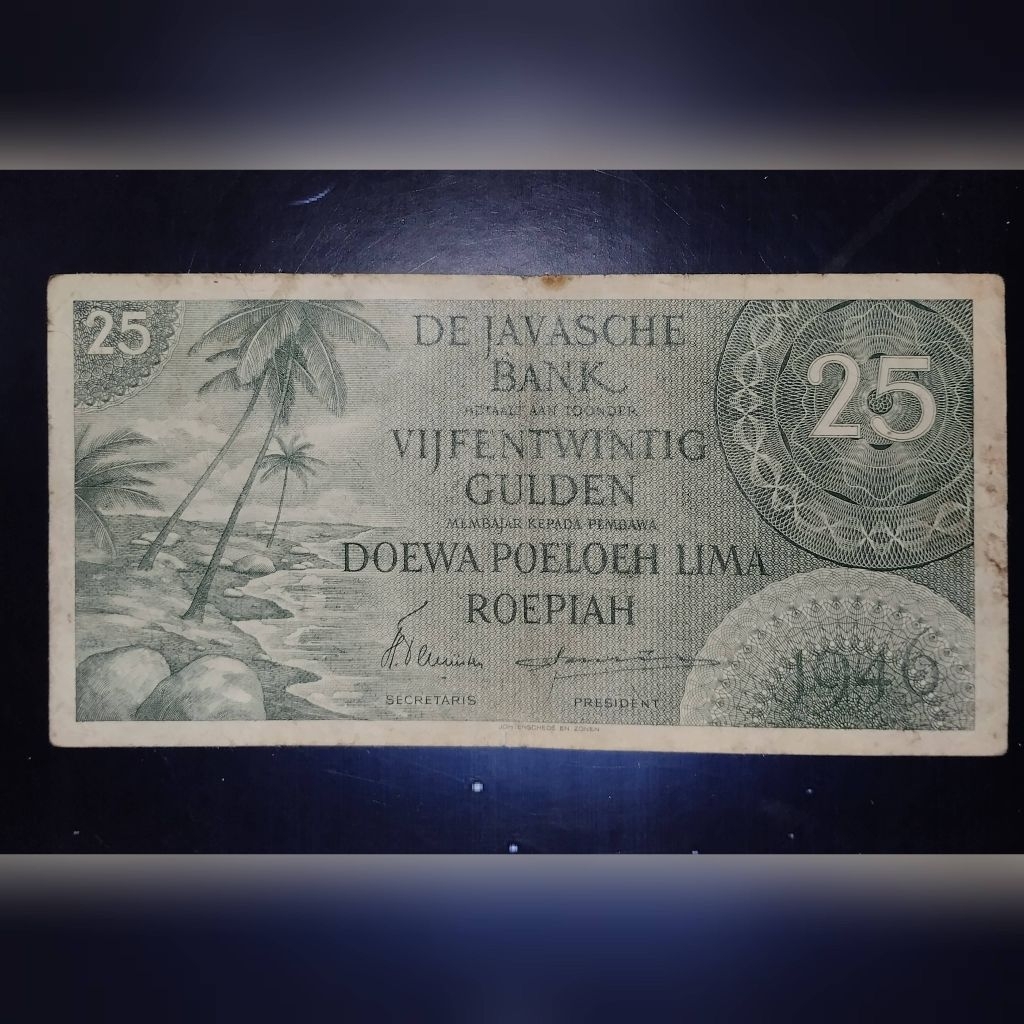 25
DE JAVASCHE
BANK
BETAALT AAN TOONDER
VIJFENTWINTIG
GULDEN
MEMBAJAR KEPADA PEMBAWA
DOEWA POELOEH LIMA
ROEPIAH
SECRETARIS
PRESIDENT
25
1946
JOH. ENSCHEDÉ EN ZONEN